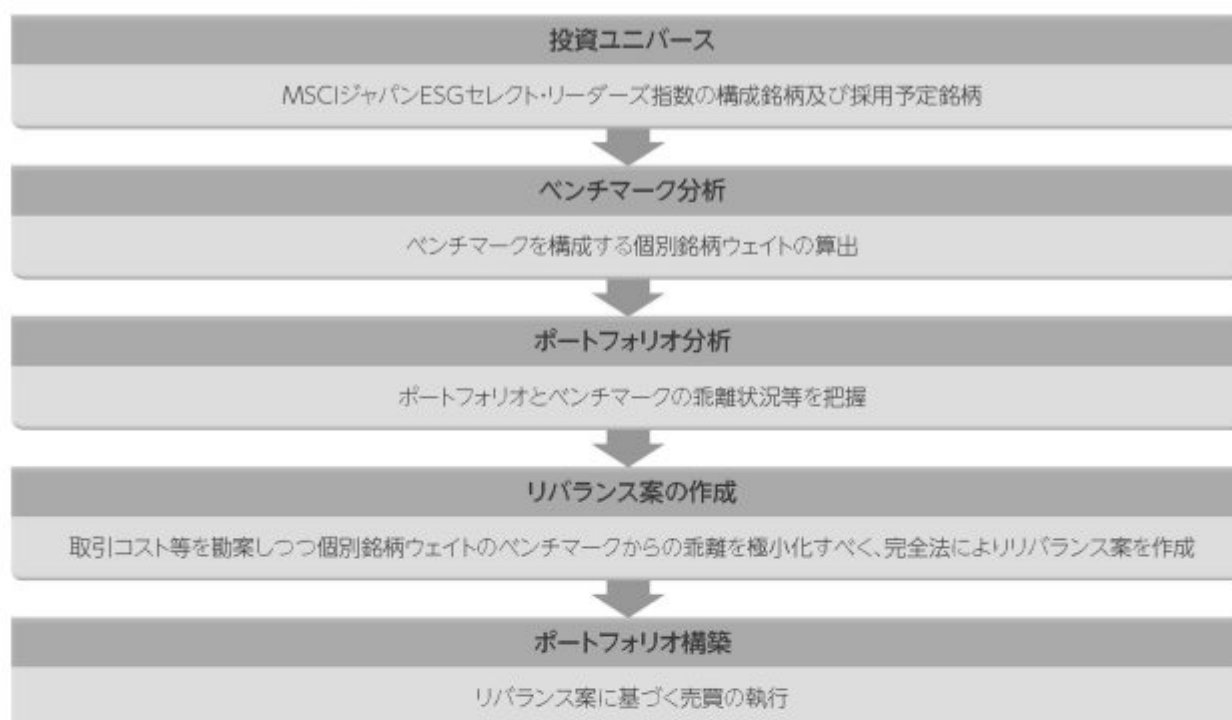 投資ユニバース
MSCIジャパンESGセレクト・リーダーズ指数の構成銘柄及び採用予定銘柄
ベンチマーク分析
ベンチマークを構成する個別銘柄ウェイトの算出
ポートフォリオ分析
ポートフォリオとベンチマークの乖離状況等を把握
リバランス案の作成
取引コスト等を勘案しつつ個別銘柄ウェイトのベンチマークからの乖離を極小化すべく、完全法によりリバランス案を作成
ポートフォリオ構築
リバランス案に基づく売買の執行